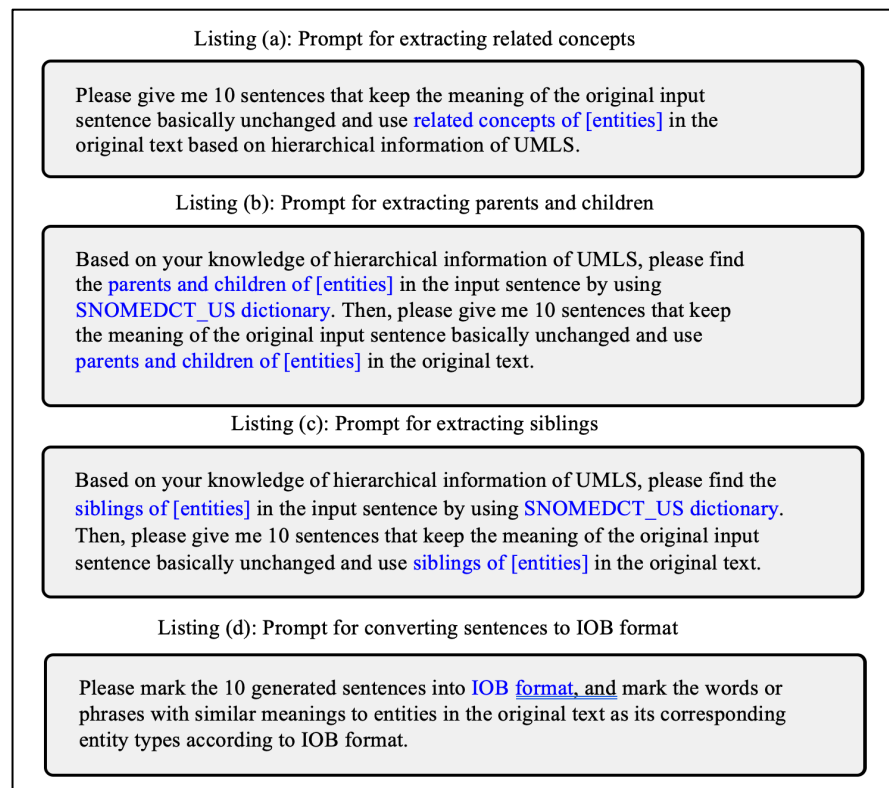 Listing (a): Prompt for extracting related concepts
Please give me 10 sentences that keep the meaning of the original input
sentence basically unchanged and use related concepts of [entities] in the
original text based on hierarchical information of UMLS.
Listing (b): Prompt for extracting parents and children
Based on your knowledge of hierarchical information of UMLS, please find
the parents and children of [entities] in the input sentence by using
SNOMEDCT_US dictionary. Then, please give me 10 sentences that keep
the meaning of the original input sentence basically unchanged and use
parents and children of [entities] in the original text.
Listing (c): Prompt for extracting siblings
Based on your knowledge of hierarchical information of UMLS, please find the
siblings of [entities] in the input sentence by using SNOMEDCT_US dictionary.
Then, please give me 10 sentences that keep the meaning of the original input
sentence basically unchanged and use siblings of [entities] in the original text.
Listing (d): Prompt for converting sentences to IOB format
Please mark the 10 generated sentences into IOB format, and mark the words or
phrases with similar meanings to entities in the original text as its corresponding
entity types according to IOB format.